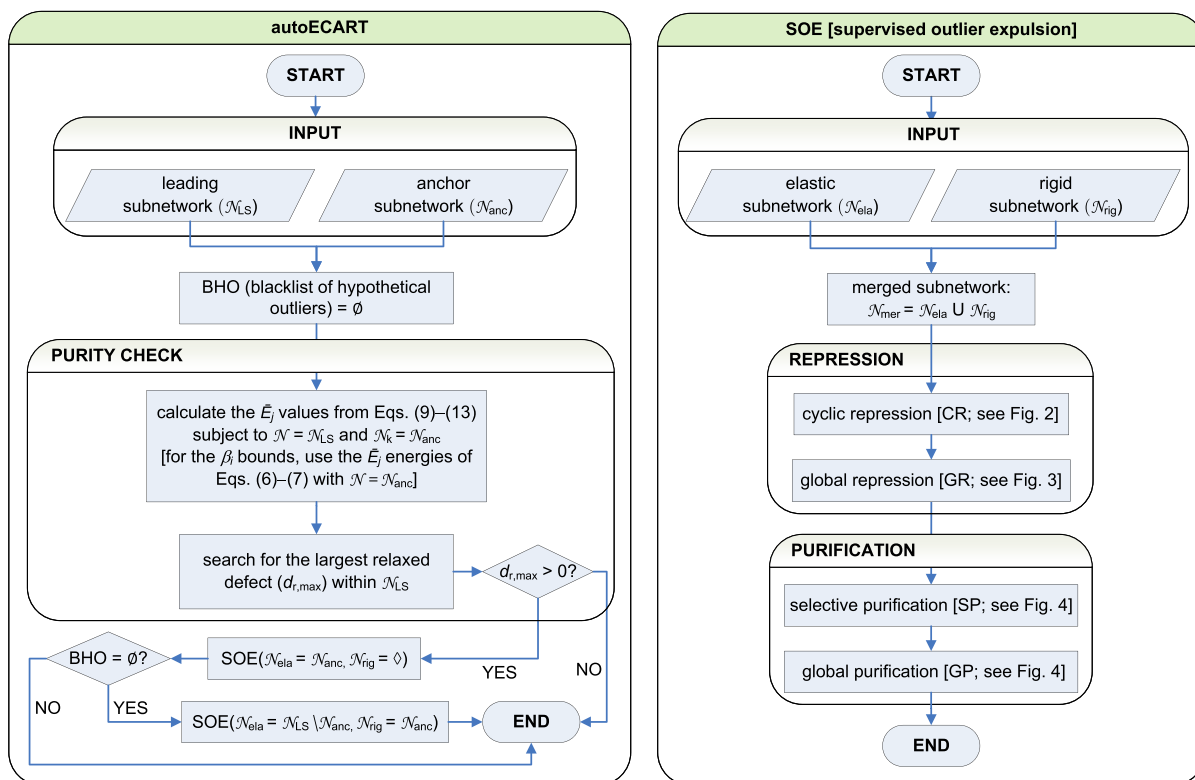 autoECART
START
INPUT
leading
subnetwork (𝒩LS)
anchor
subnetwork (𝒩anc)
BHO (blacklist of hypothetical
outliers) = ∅
PURITY CHECK
calculate the Ēj values from Eqs. (9)–(13)
subject to 𝒩 = 𝒩LS and 𝒩k = 𝒩anc
[for the βi bounds, use the Ēj energies of
Eqs. (6)–(7) with 𝒩 = 𝒩anc]
search for the largest relaxed
defect (dr,max) within 𝒩LS
dr,max > 0?
YES
NO
SOE(𝒩ela = 𝒩anc, 𝒩rig = ◊)
BHO = ∅?
NO
YES
SOE(𝒩ela = 𝒩LS \𝒩anc, 𝒩rig = 𝒩anc)
END
SOE [supervised outlier expulsion]
START
INPUT
elastic
subnetwork (𝒩ela)
rigid
subnetwork (𝒩rig)
merged subnetwork:
𝒩mer = 𝒩ela U 𝒩rig
REPRESSION
cyclic repression [CR; see Fig. 2]
global repression [GR; see Fig. 3]
PURIFICATION
selective purification [SP; see Fig. 4]
global purification [GP; see Fig. 4]
END